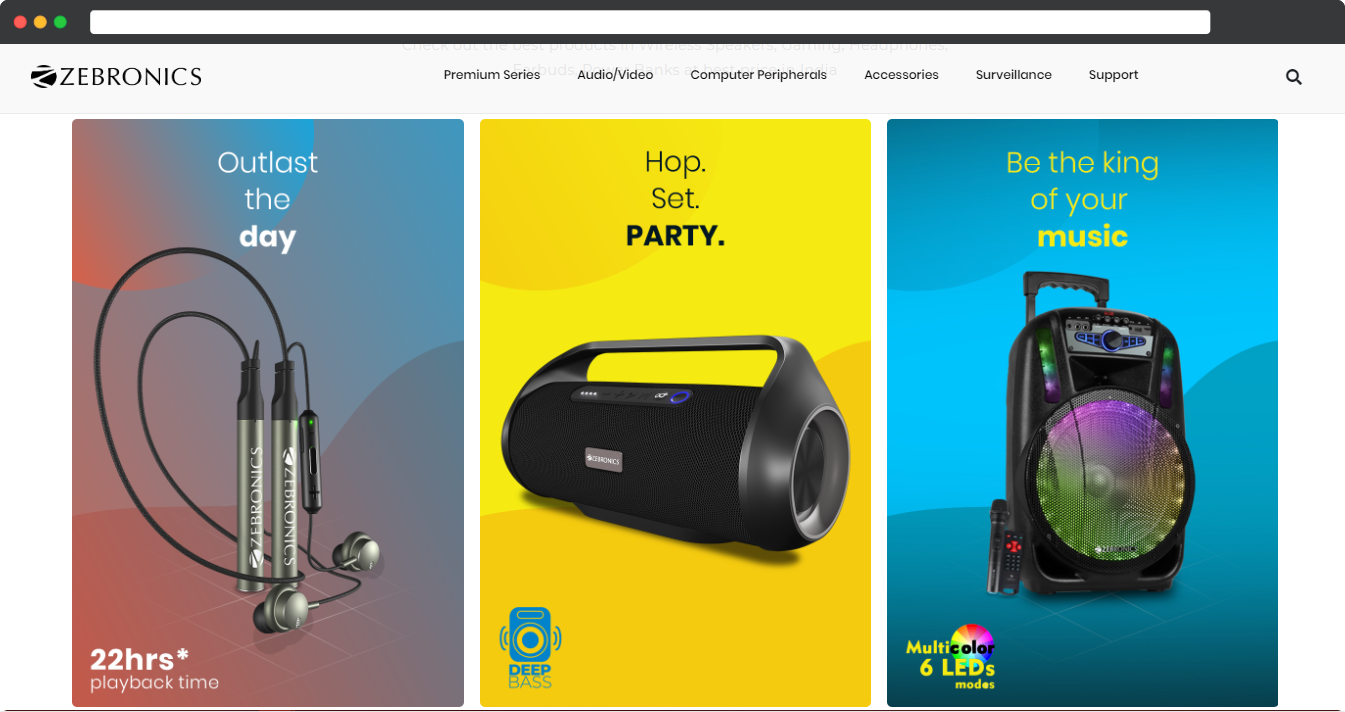 Check out the best products in Wireless Speakers, Gaming, Headphones,
Earbuds, Power Banks at best price in India
ZEBRONICS
Premium Series
Audio/Video
Computer Peripherals
Accessories
Surveillance
Support
Outlast
the
day
ZEBRONICS
ZEBRONICS
22hrs*
playback time
Hop.
Set.
PARTY.
ZEBRONICS
DEEP
BASS
Be the king
of your
music
ZEBRONICS
Multicolor
6 LEDs
modes